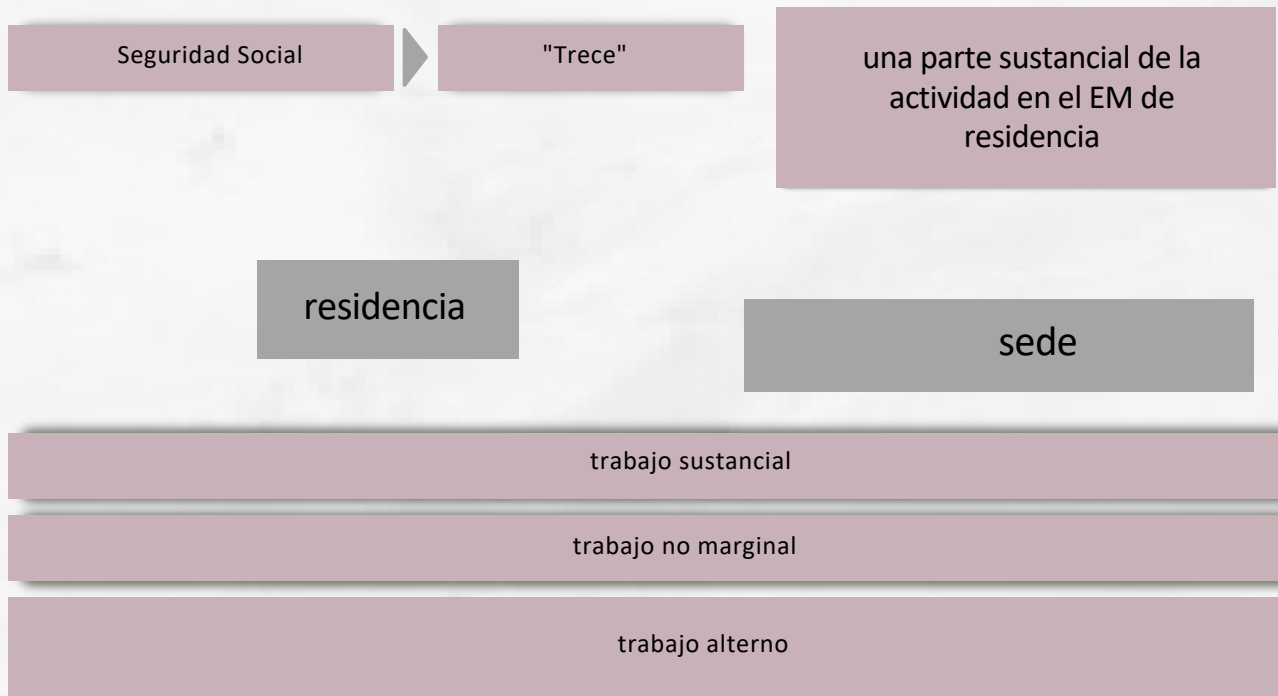 Seguridad Social
"Trece"
una parte sustancial de la
actividad en el EM de
residencia
residencia
sede
trabajo sustancial
trabajo no marginal
trabajo alterno